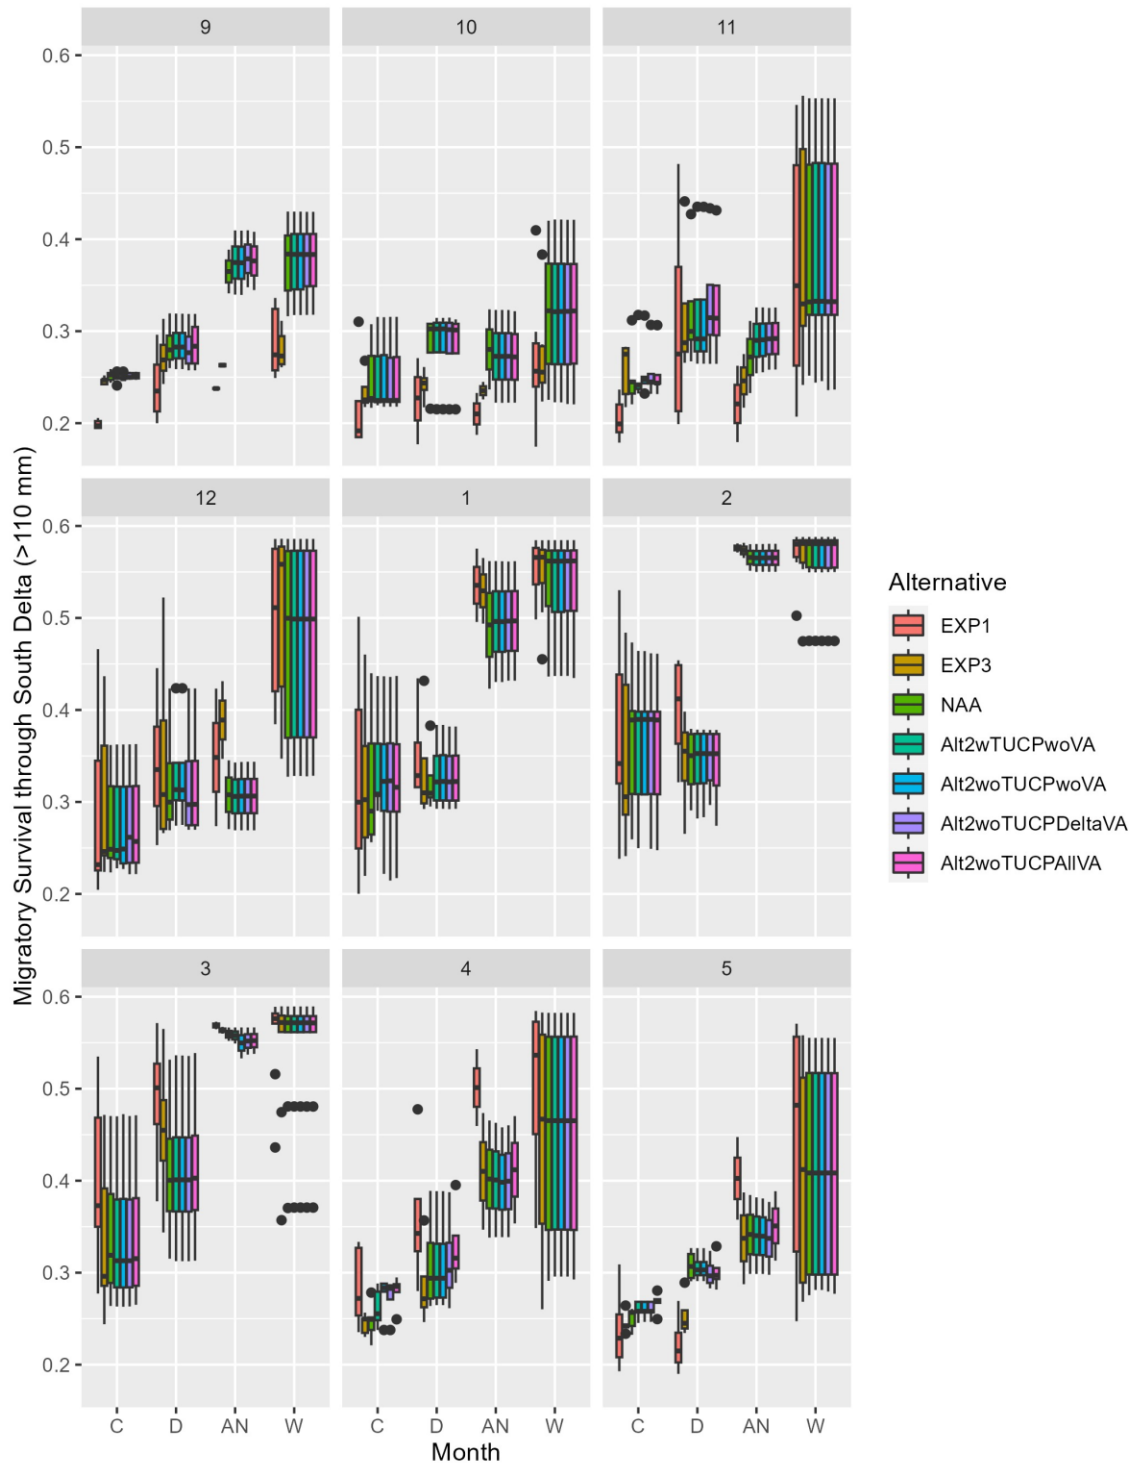 9 10 11
0.6
0.5
0.4
0.3
0.2
12 1 2
0.6
0.5
0.4
0.3
0.2
3 4 5
0.6
0.5
0.4
0.3
0.2
C D AN W C D AN W C D AN W
Month
Migratory Survival through South Delta (>110 mm)
Alternative
EXP1
EXP3
NAA
Alt2wTUCPwoVA
Alt2woTUCPwoVA
Alt2woTUCPDeltaVA
Alt2woTUCPAllVA